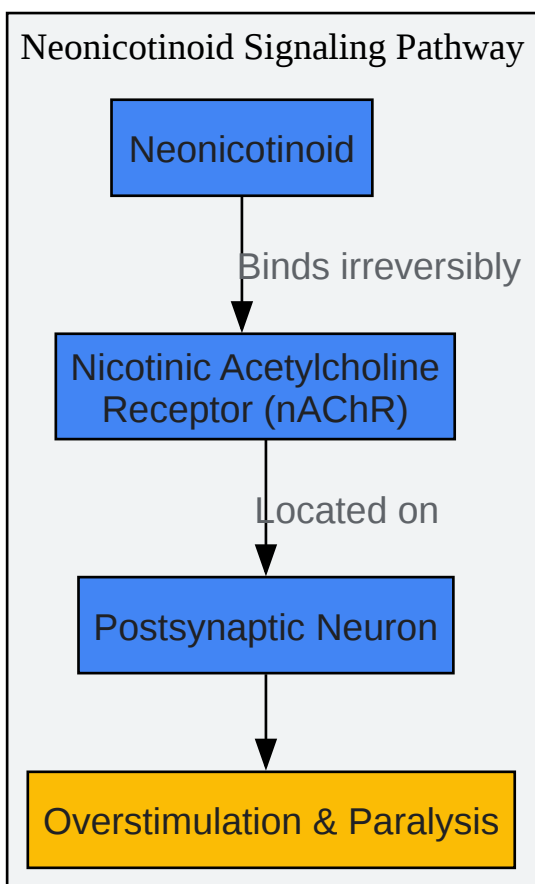 Neonicotinoid Signaling Pathway
Neonicotinoid
Binds irreversibly
Nicotinic Acetylcholine
Receptor (nAChR)
Located on
Postsynaptic Neuron
Overstimulation & Paralysis